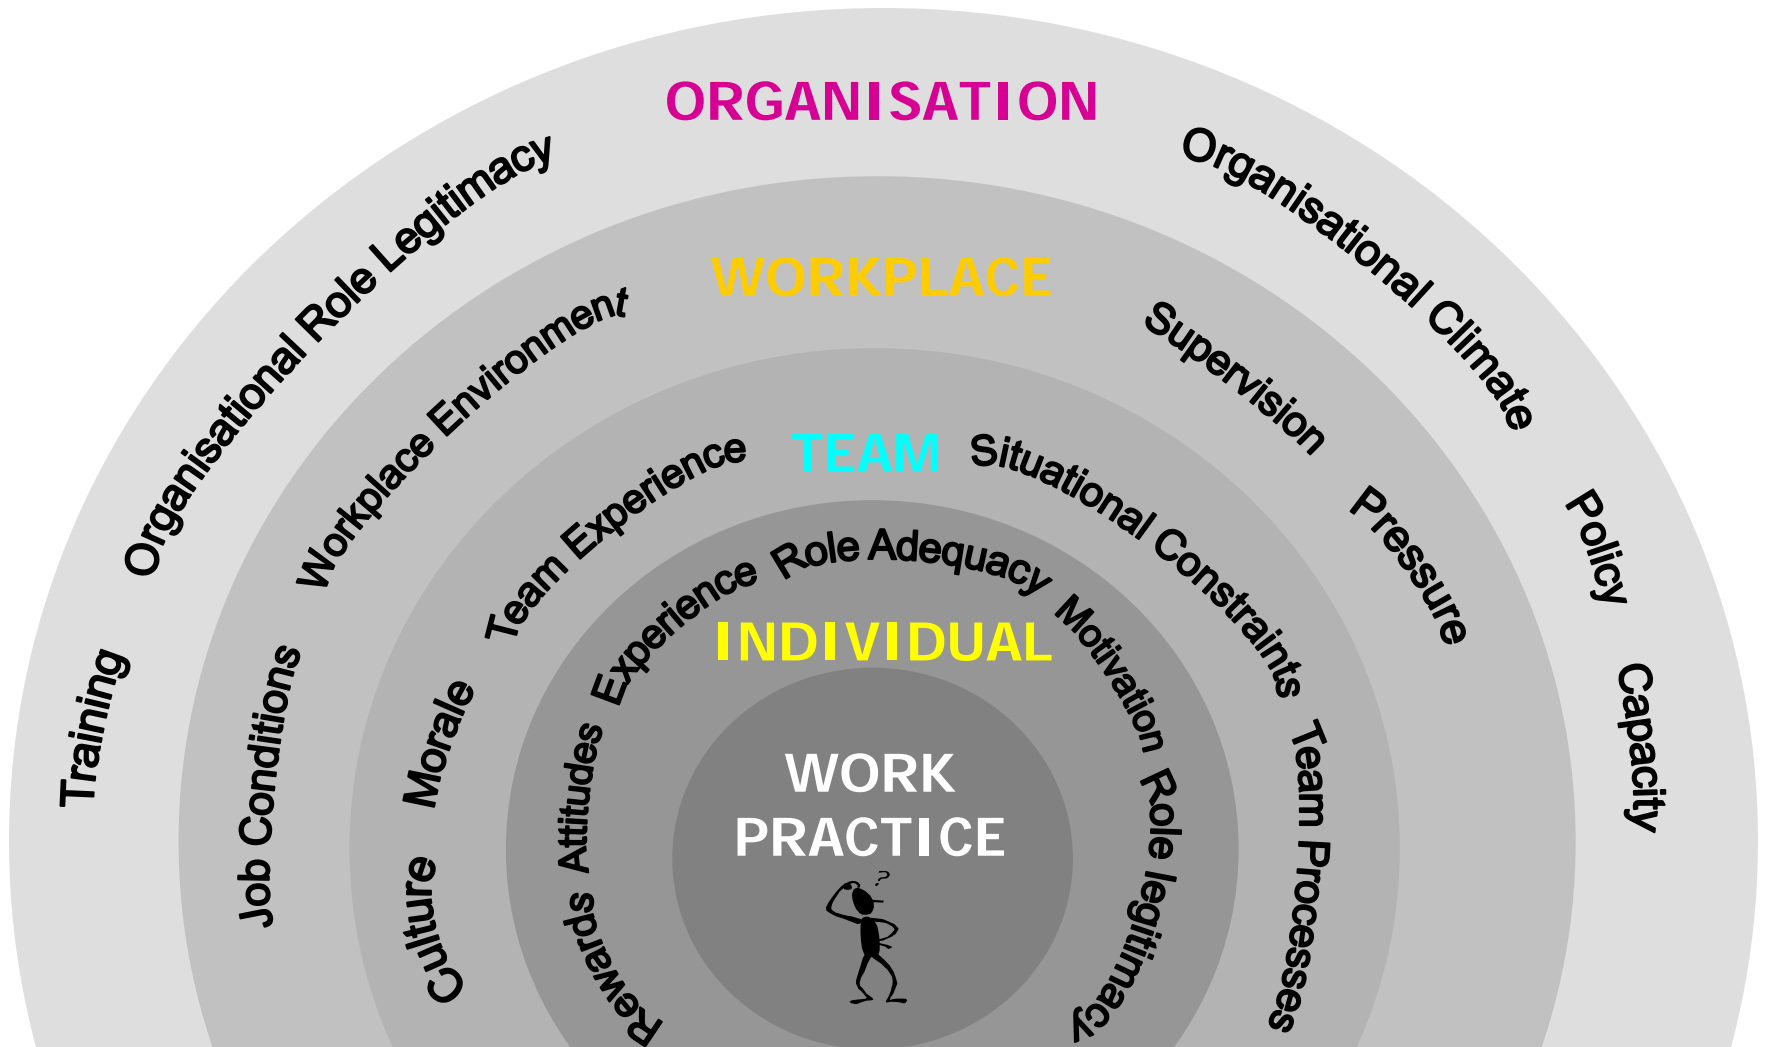 ORGANISATION
Training
Organisational Role Legitimacy
Organisational Climate
Policy
Capacity
WORKPLACE
Job Conditions
Workplace Environment
Supervision
Pressure
TEAM
Culture
Morale
Team Experience
Situational Constraints
Team Processes
Rewards
Attitudes
Experience
Role Adequacy
Motivation
Role legitimacy
INDIVIDUAL
WORK
PRACTICE
?